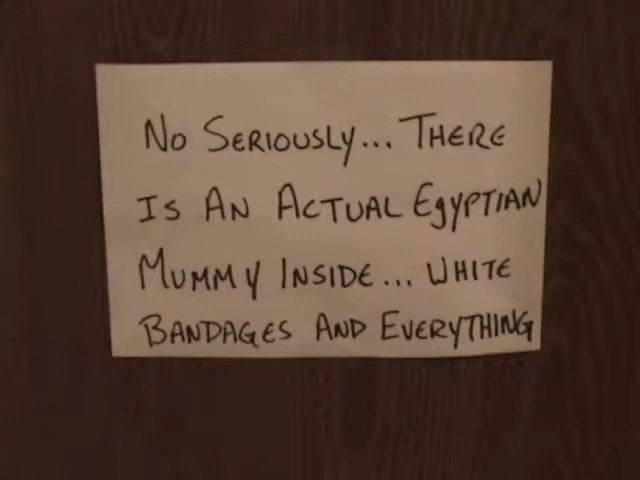 No Seriously... There
Is An Actual Egyptian
Mummy Inside... White
Bandages And Everything